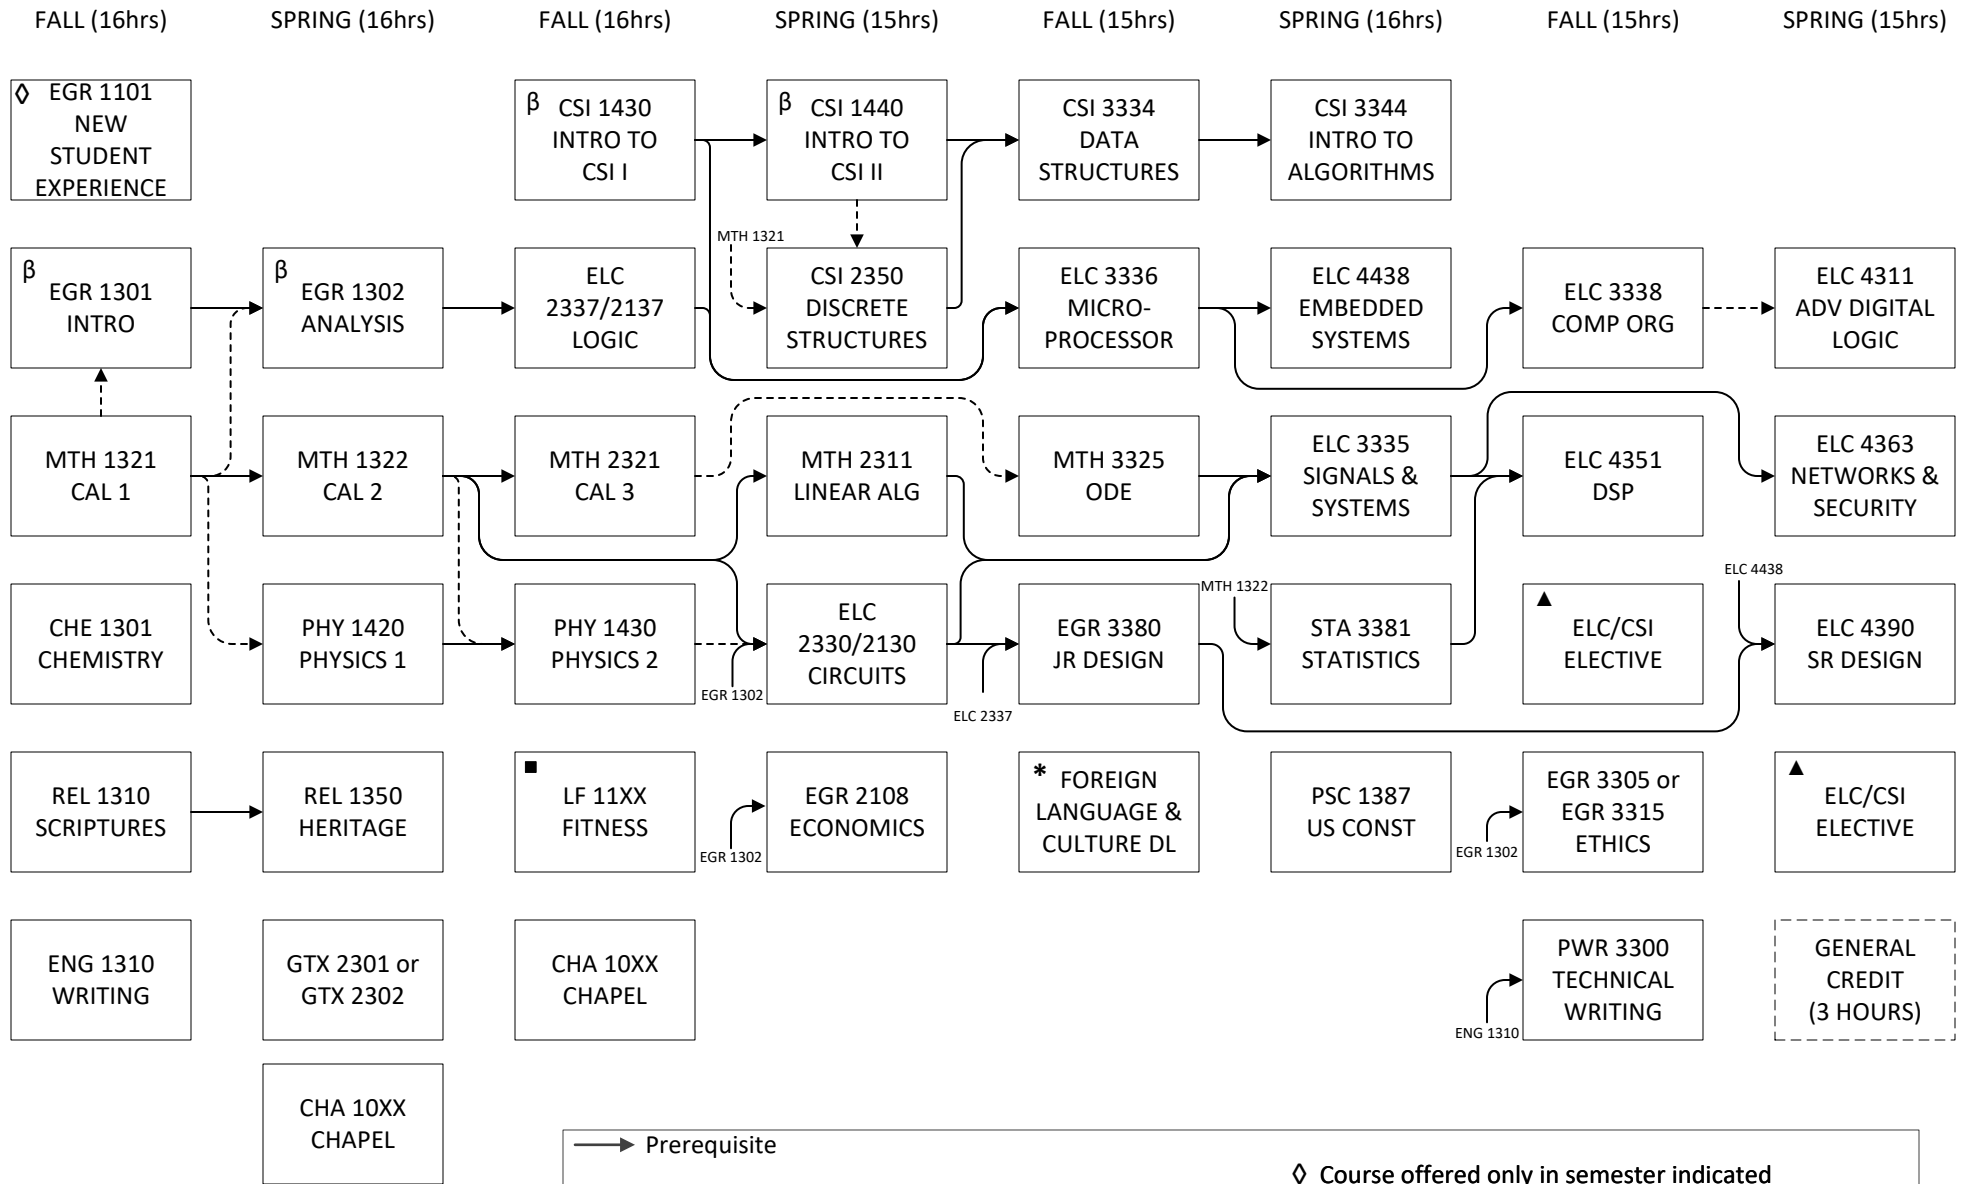 FALL (16hrs)
SPRING (16hrs)
FALL (16hrs)
SPRING (15hrs)
FALL (15hrs)
SPRING (16hrs)
FALL (15hrs)
SPRING (15hrs)
◊ EGR 1101
NEW
STUDENT
EXPERIENCE
β CSI 1430
INTRO TO
CSI I
β CSI 1440
INTRO TO
CSI II
CSI 3334
DATA
STRUCTURES
CSI 3344
INTRO TO
ALGORITHMS
β
EGR 1301
INTRO
β
EGR 1302
ANALYSIS
ELC
2337/2137
LOGIC
MTH 1321
CSI 2350
DISCRETE
STRUCTURES
ELC 3336
MICRO-
PROCESSOR
ELC 4438
EMBEDDED
SYSTEMS
ELC 3338
COMP ORG
ELC 4311
ADV DIGITAL
LOGIC
MTH 1321
CAL 1
MTH 1322
CAL 2
MTH 2321
CAL 3
MTH 2311
LINEAR ALG
MTH 3325
ODE
ELC 3335
SIGNALS &
SYSTEMS
ELC 4351
DSP
ELC 4363
NETWORKS &
SECURITY
CHE 1301
CHEMISTRY
PHY 1420
PHYSICS 1
PHY 1430
PHYSICS 2
EGR 1302
ELC
2330/2130
CIRCUITS
ELC 2337
EGR 3380
JR DESIGN
MTH 1322
STA 3381
STATISTICS
▲
ELC/CSI
ELECTIVE
ELC 4438
ELC 4390
SR DESIGN
REL 1310
SCRIPTURES
REL 1350
HERITAGE
■
LF 11XX
FITNESS
EGR 1302
EGR 2108
ECONOMICS
* FOREIGN
LANGUAGE &
CULTURE DL
PSC 1387
US CONST
EGR 1302
EGR 3305 or
EGR 3315
ETHICS
▲
ELC/CSI
ELECTIVE
ENG 1310
WRITING
GTX 2301 or
GTX 2302
CHA 10XX
CHAPEL
ENG 1310
PWR 3300
TECHNICAL
WRITING
GENERAL
CREDIT
(3 HOURS)
CHA 10XX
CHAPEL
Prerequisite
◊ Course offered only in semester indicated